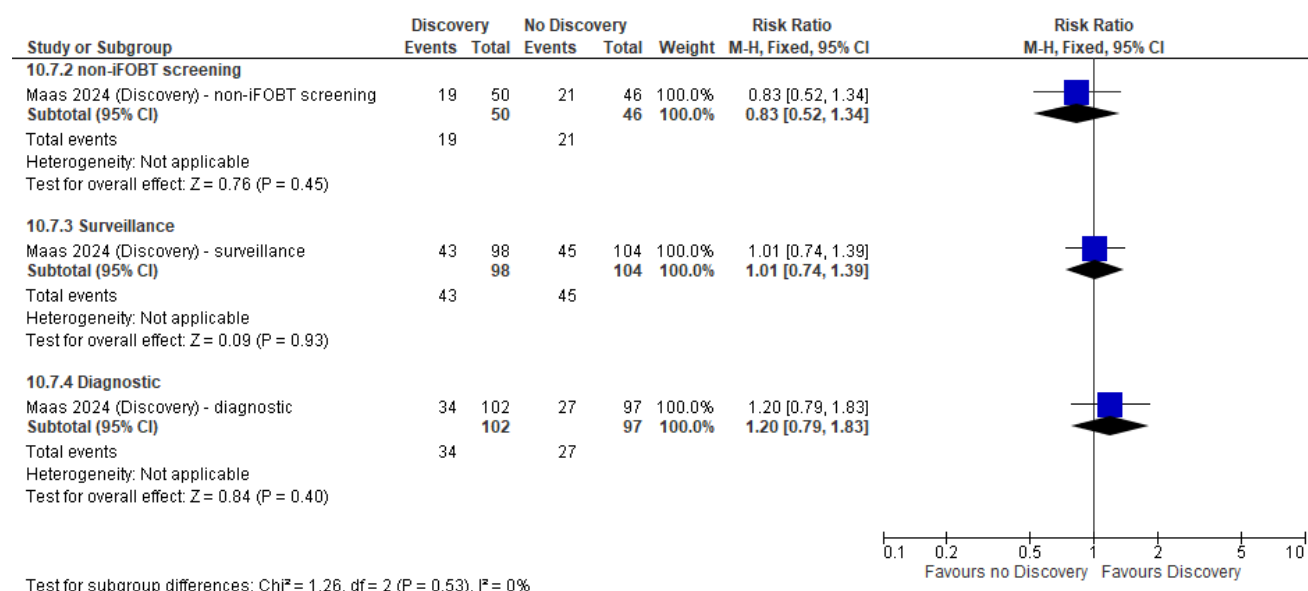 Discovery No Discovery Risk Ratio Risk Ratio
Study or Subgroup Events Total Events Total Weight M-H, Fixed, 95% CI M-H, Fixed, 95% CI
10.7.2 non-iFOBT screening
Maas 2024 (Discovery) - non-iFOBT screening 19 50 21 46 100.0% 0.83 [0.52, 1.34]
Subtotal (95% CI) 50 46 100.0% 0.83 [0.52, 1.34]
Total events 19 21
Heterogeneity: Not applicable
Test for overall effect: Z = 0.76 (P = 0.45)
10.7.3 Surveillance
Maas 2024 (Discovery) - surveillance 43 98 45 104 100.0% 1.01 [0.74, 1.39]
Subtotal (95% CI) 98 104 100.0% 1.01 [0.74, 1.39]
Total events 43 45
Heterogeneity: Not applicable
Test for overall effect: Z = 0.09 (P = 0.93)
10.7.4 Diagnostic
Maas 2024 (Discovery) - diagnostic 34 102 27 97 100.0% 1.20 [0.79, 1.83]
Subtotal (95% CI) 102 97 100.0% 1.20 [0.79, 1.83]
Total events 34 27
Heterogeneity: Not applicable
Test for overall effect: Z = 0.84 (P = 0.40)
0.1 0.2 0.5 1 2 5 10
Favours no Discovery Favours Discovery
Test for subgroup differences: Chi² = 1.26, df = 2 (P = 0.53), I² = 0%